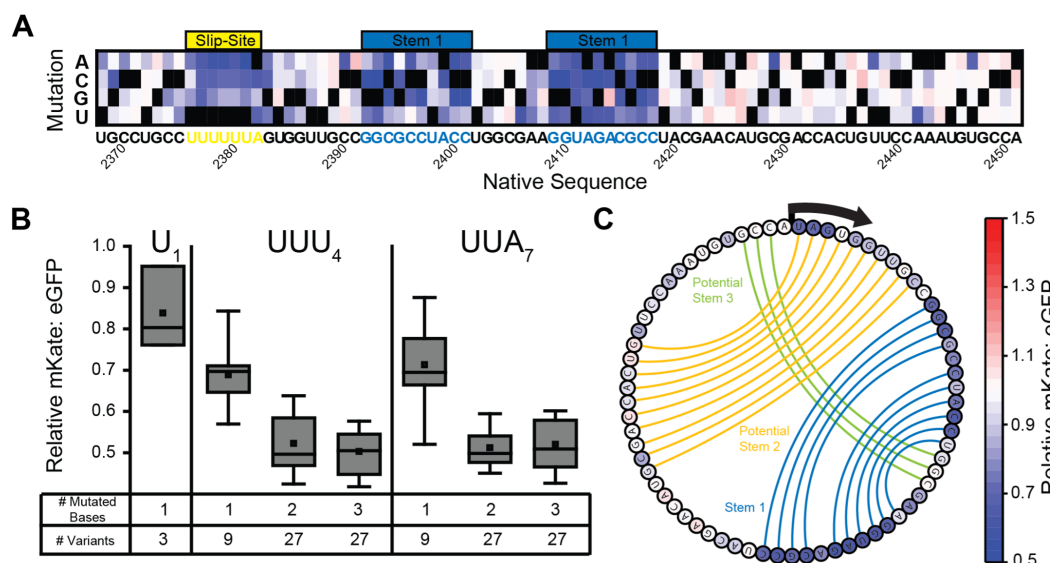 A
Slip-Site
Stem 1
Stem 1
Mutation
A
C
G
U
UGCCUGCCUUUUUUAGUGGUUGCCGGCGCCUACCUGGCGAAGGUAGACGCCUACGAACAUGCGACCACUGUUCCAAAUGUGCCA
2370 2380 2390 2400 2410 2420 2430 2440 2450
Native Sequence
B
U1
UUU4
UUA7
Relative mKate: eGFP
1.0
0.9
0.8
0.7
0.6
0.5
# Mutated Bases 1 1 2 3 1 2 3
# Variants 3 9 27 27 9 27 27
C
Potential
Stem 3
Potential
Stem 2
Stem 1
1.5
1.3
1.1
0.9
0.7
0.5
Relative mKate: eGFP